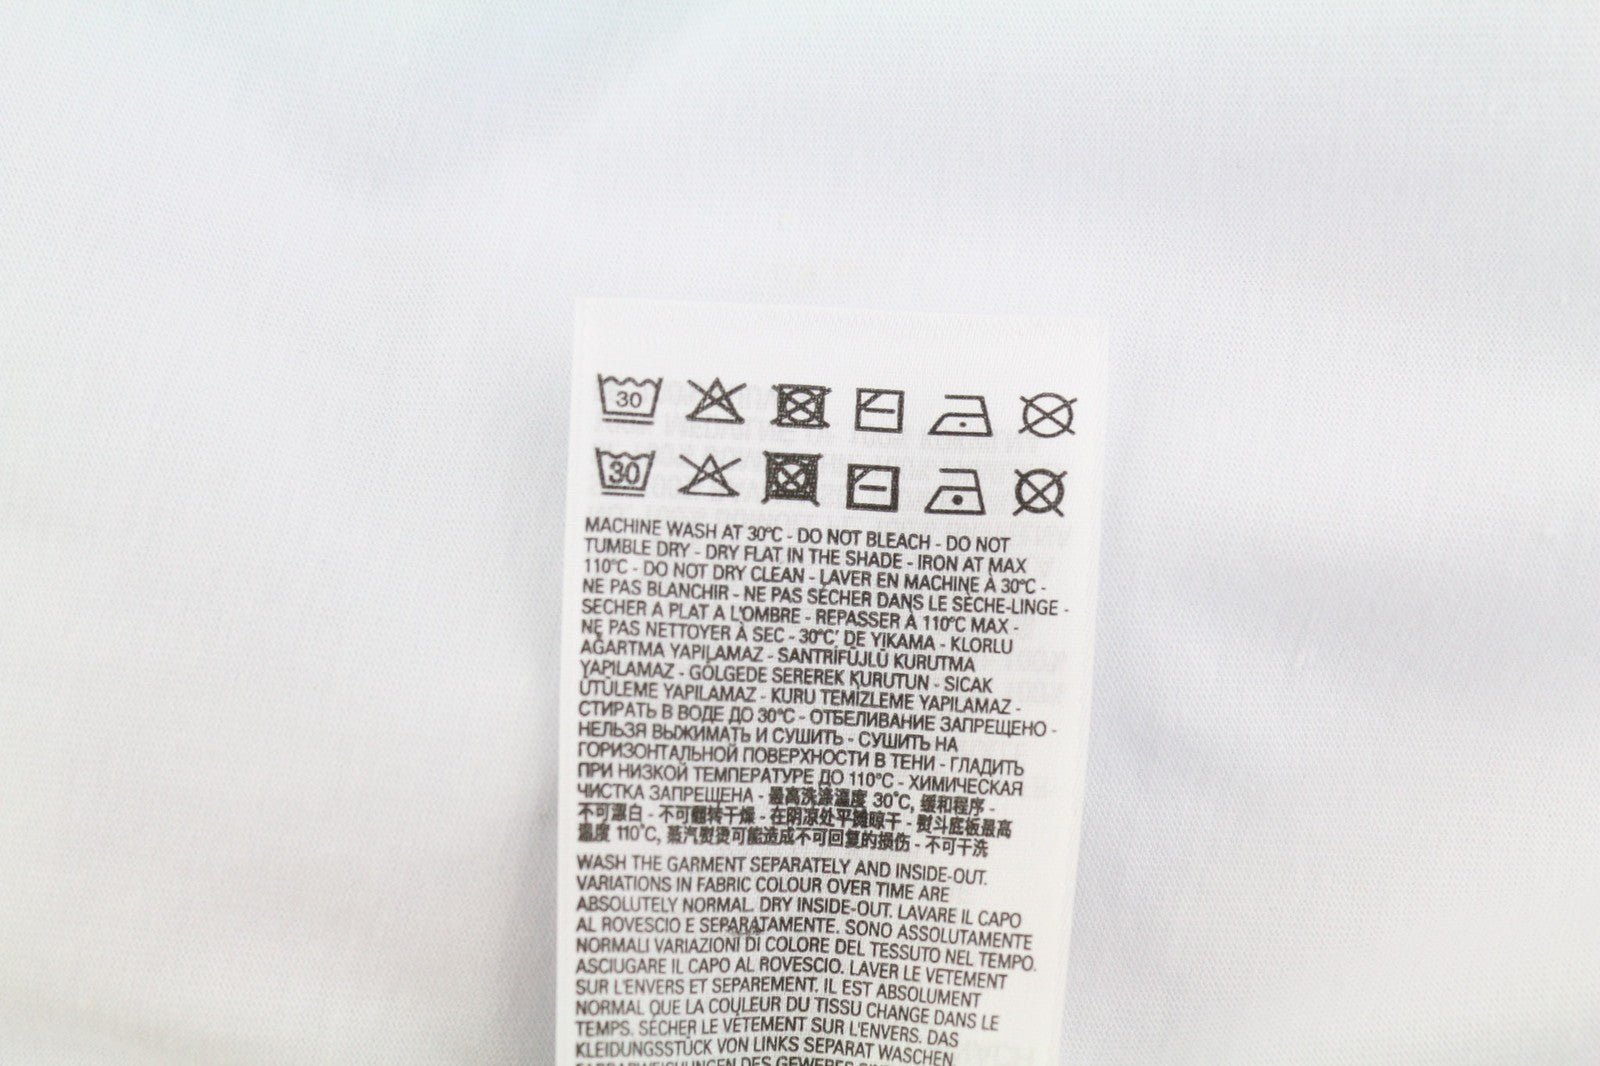 30
30
MACHINE WASH AT 30°C - DO NOT BLEACH - DO NOT
TUMBLE DRY - DRY FLAT IN THE SHADE - IRON AT MAX
110°C - DO NOT DRY CLEAN - LAVER EN MACHINE À 30°C -
NE PAS BLANCHIR - NE PAS SÉCHER DANS LE SÈCHE-LINGE -
SECHER A PLAT A L'OMBRE - REPASSER À 110°C MAX -
NE PAS NETTOYER À SEC - 30°C' DE YIKAMA - KLORLU
AĞARTMA YAPILAMAZ - SANTRİFÜJLÜ KURUTMA
YAPILAMAZ - GÖLGEDE SEREREK KURUTUN - SICAK
ÜTÜLEME YAPILAMAZ - KURU TEMİZLEME YAPILAMAZ -
СТИРАТЬ В ВОДЕ ДО 30°C - ОТБЕЛИВАНИЕ ЗАПРЕЩЕНО -
НЕЛЬЗЯ ВЫЖИМАТЬ И СУШИТЬ - СУШИТЬ НА
ГОРИЗОНТАЛЬНОЙ ПОВЕРХНОСТИ В ТЕНИ - ГЛАДИТЬ
ПРИ НИЗКОЙ ТЕМПЕРАТУРЕ ДО 110°C - ХИМИЧЕСКАЯ
ЧИСТКА ЗАПРЕЩЕНА - 最高洗涤温度 30°C, 缓和程序 -
不可漂白 - 不可翻转干燥 - 在阴凉处平摊晾干 - 熨斗底板最高
温度 110°C, 蒸汽熨烫可能造成不可回复的损伤 - 不可干洗
WASH THE GARMENT SEPARATELY AND INSIDE-OUT.
VARIATIONS IN FABRIC COLOUR OVER TIME ARE
ABSOLUTELY NORMAL. DRY INSIDE-OUT. LAVARE IL CAPO
AL ROVESCIO E SEPARATAMENTE. SONO ASSOLUTAMENTE
NORMALI VARIAZIONI DI COLORE DEL TESSUTO NEL TEMPO.
ASCIUGARE IL CAPO AL ROVESCIO. LAVER LE VETEMENT
SUR L'ENVERS ET SEPAREMENT. IL EST ABSOLUMENT
NORMAL QUE LA COULEUR DU TISSU CHANGE DANS LE
TEMPS. SÉCHER LE VÊTEMENT SUR L'ENVERS. DAS
KLEIDUNGSSTÜCK VON LINKS SEPARAT WASCHEN.
FARBABWEICHUNGEN DES GEWEBES